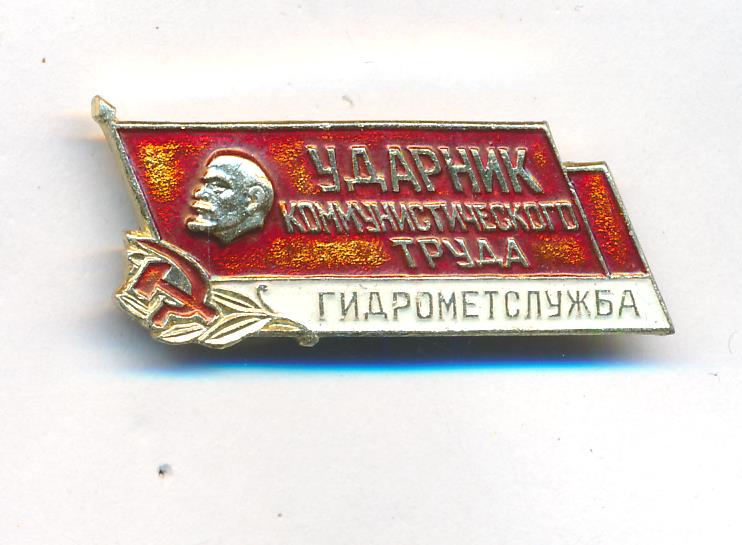 УДАРНИК
КОММУНИСТИЧЕСКОГО
ТРУДА
ГИДРОМЕТСЛУЖБА